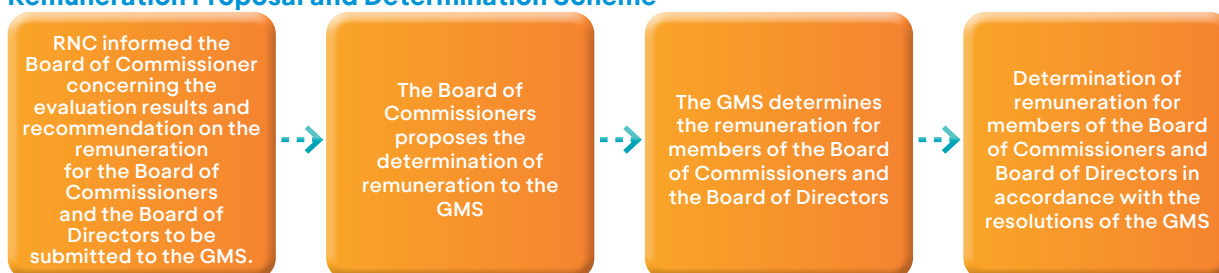 Remuneration Proposal and Determination Scheme
RNC informed the
Board of Commissioner
concerning the
evaluation results and
recommendation on the
remuneration
for the Board of
Commissioners
and the Board of
Directors to be
submitted to the GMS.
The Board of
Commissioners
proposes the
determination of
remuneration to the
GMS
The GMS determines
the remuneration for
members of the Board
of Commissioners and
the Board of Directors
Determination of
remuneration for
members of the Board
of Commissioners and
Board of Directors in
accordance with the
resolutions of the GMS